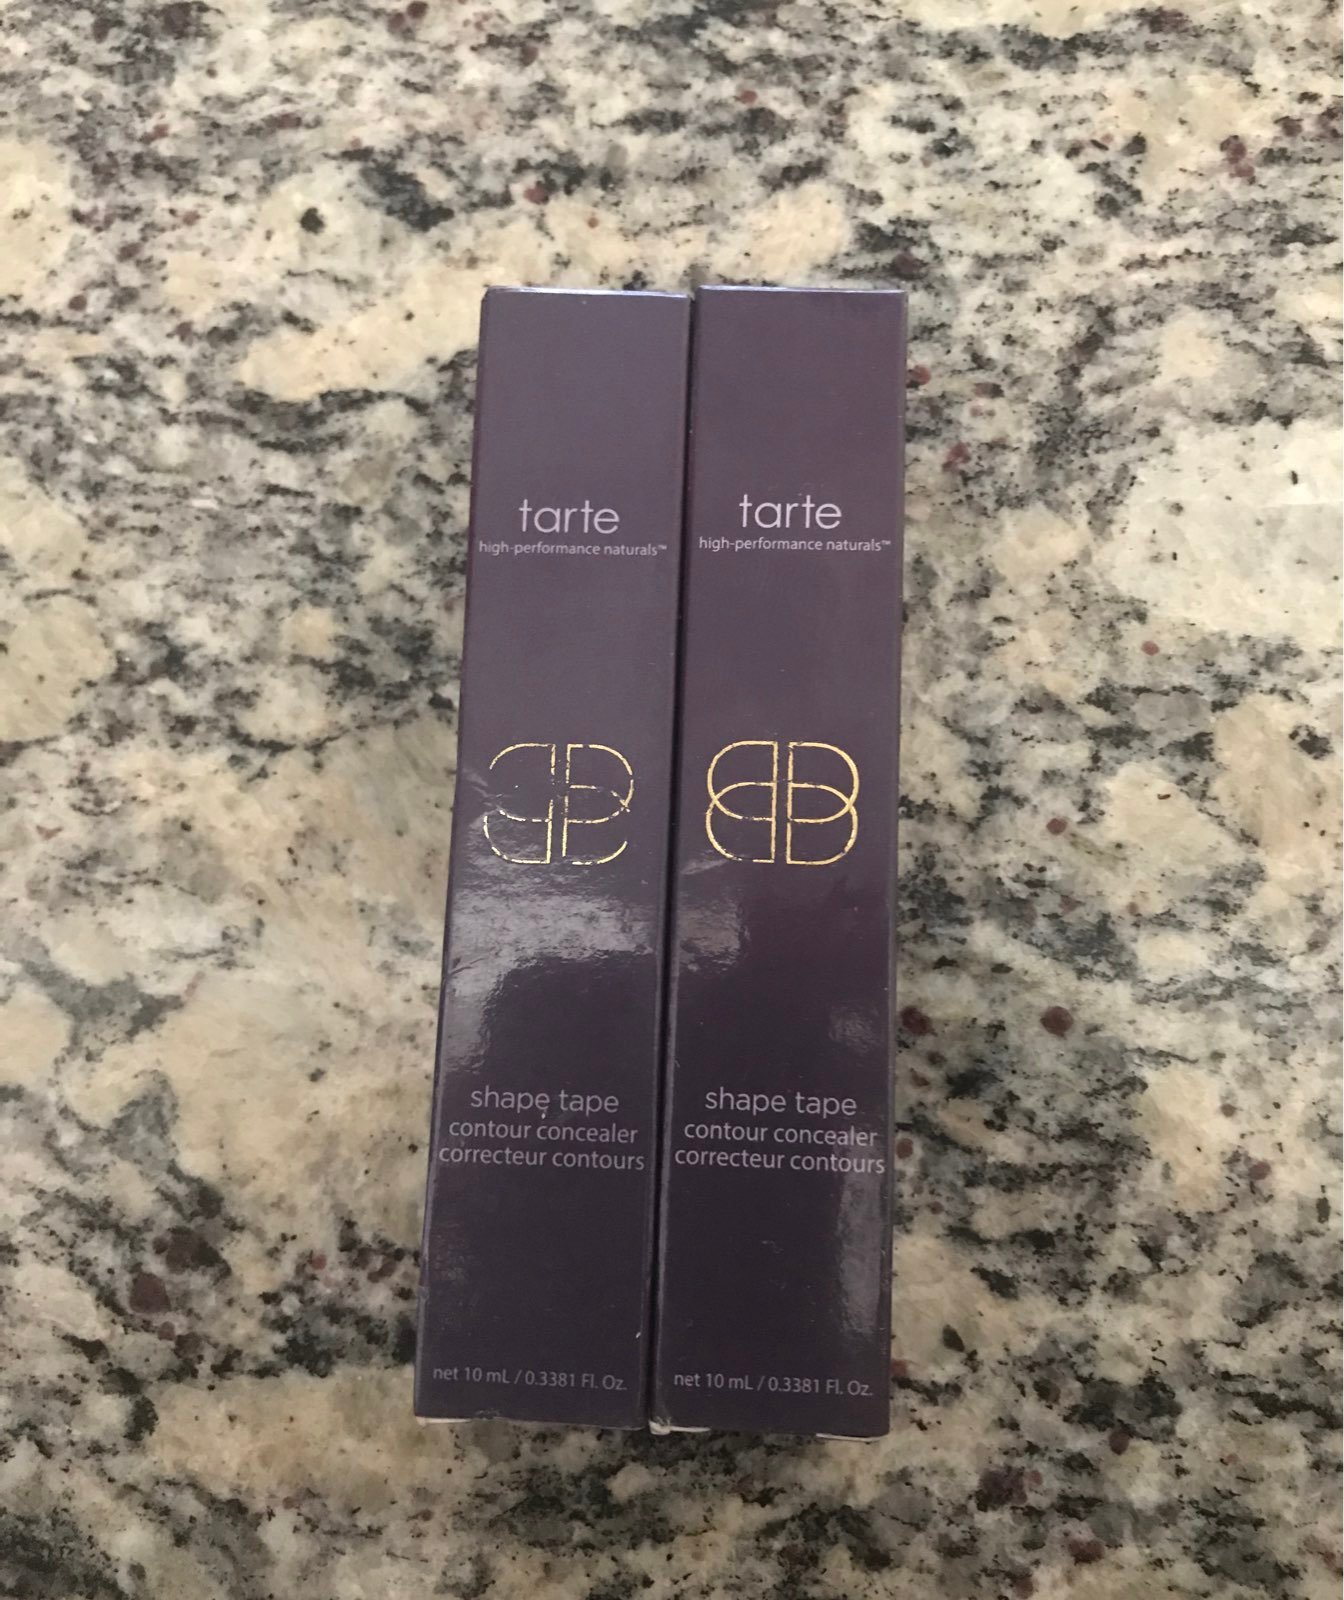 tarte
high-performance naturals™
shape tape
contour concealer
correcteur contours
net 10 mL / 0.3381 Fl. Oz.
tarte
high-performance naturals™
shape tape
contour concealer
correcteur contours
net 10 mL / 0.3381 Fl. Oz.